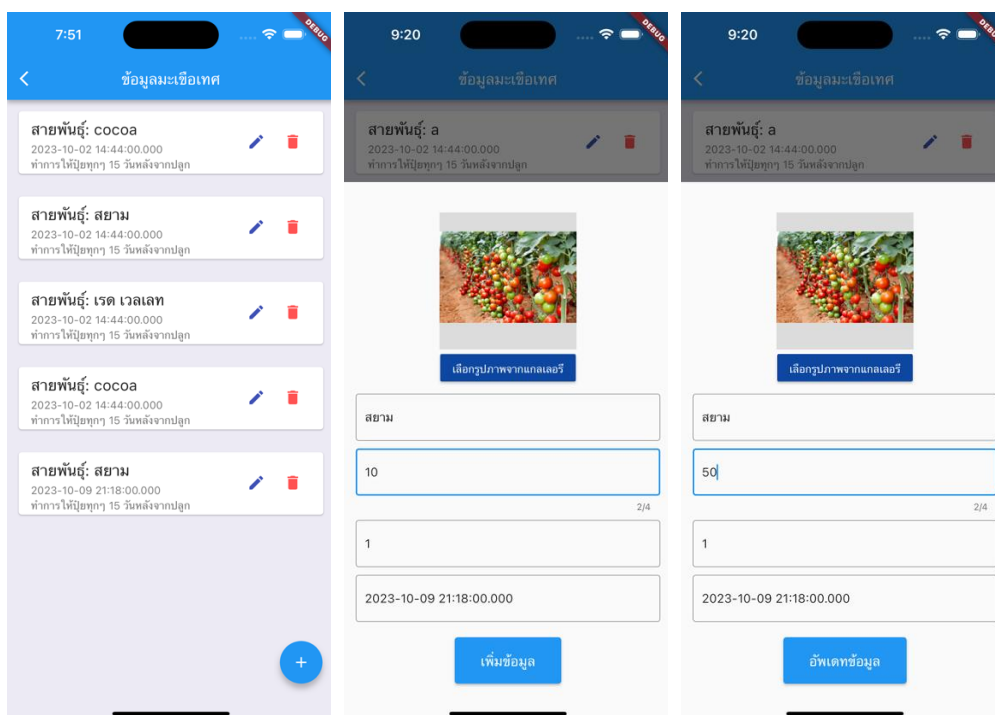 7:51
DEBUG
ข้อมูลมะเขือเทศ
สายพันธุ์: cocoa
2023-10-02 14:44:00.000
ทำการให้ปุ๋ยทุกๆ 15 วันหลังจากปลูก
สายพันธุ์: สยาม
2023-10-02 14:44:00.000
ทำการให้ปุ๋ยทุกๆ 15 วันหลังจากปลูก
สายพันธุ์: เรด เวลเลท
2023-10-02 14:44:00.000
ทำการให้ปุ๋ยทุกๆ 15 วันหลังจากปลูก
สายพันธุ์: cocoa
2023-10-02 14:44:00.000
ทำการให้ปุ๋ยทุกๆ 15 วันหลังจากปลูก
สายพันธุ์: สยาม
2023-10-09 21:18:00.000
ทำการให้ปุ๋ยทุกๆ 15 วันหลังจากปลูก
+
9:20
DEBUG
ข้อมูลมะเขือเทศ
สายพันธุ์: a
2023-10-02 14:44:00.000
ทำการให้ปุ๋ยทุกๆ 15 วันหลังจากปลูก
เลือกรูปภาพจากแกลเลอรี
สยาม
10
2/4
1
2023-10-09 21:18:00.000
เพิ่มข้อมูล
9:20
DEBUG
ข้อมูลมะเขือเทศ
สายพันธุ์: a
2023-10-02 14:44:00.000
ทำการให้ปุ๋ยทุกๆ 15 วันหลังจากปลูก
เลือกรูปภาพจากแกลเลอรี
สยาม
50
2/4
1
2023-10-09 21:18:00.000
อัพเดทข้อมูล